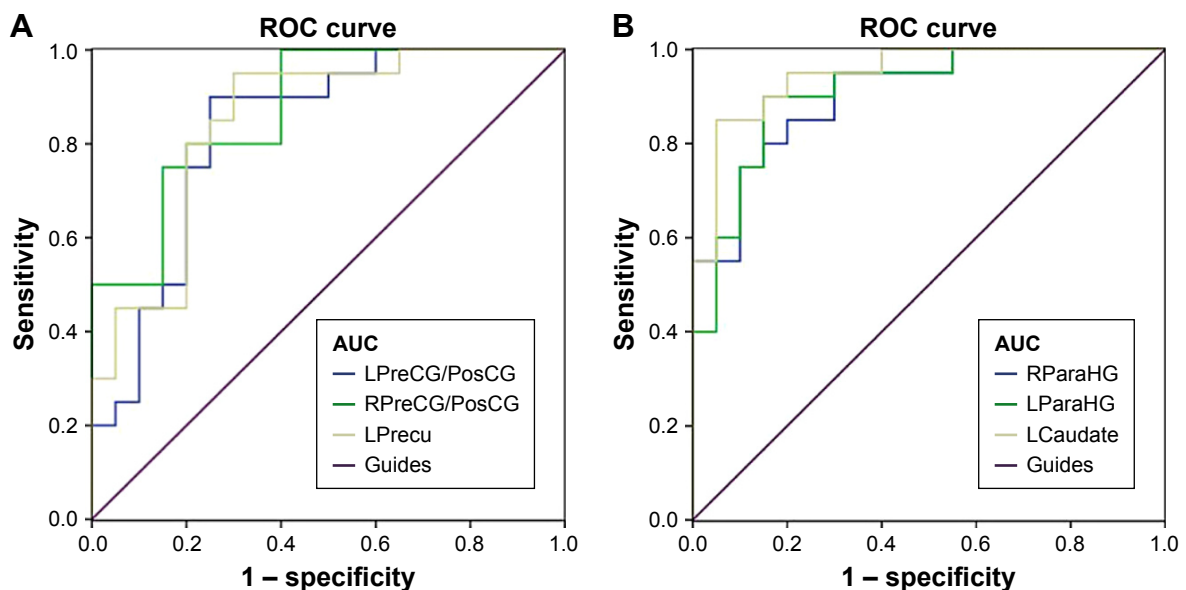 A
ROC curve
1.0
0.8
0.6
0.4
0.2
0.0
Sensitivity
AUC
LPreCG/PosCG
RPreCG/PosCG
LPrecu
Guides
0.0 0.2 0.4 0.6 0.8 1.0
1 – specificity
B
ROC curve
1.0
0.8
0.6
0.4
0.2
0.0
Sensitivity
AUC
RParaHG
LParaHG
LCaudate
Guides
0.0 0.2 0.4 0.6 0.8 1.0
1 – specificity